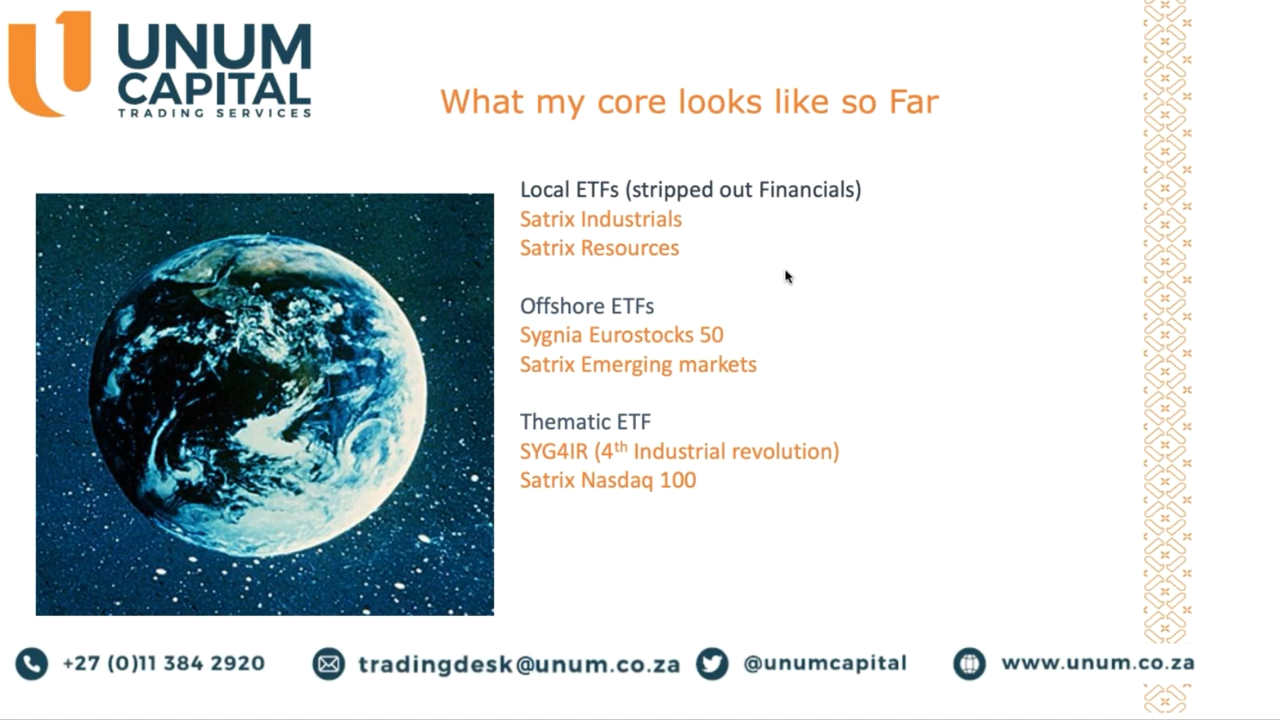 UNUM
CAPITAL
TRADING SERVICES
What my core looks like so Far
Local ETFs (stripped out Financials)
Satrix Industrials
Satrix Resources
Offshore ETFs
Sygnia Eurostocks 50
Satrix Emerging markets
Thematic ETF
SYG4IR (4th Industrial revolution)
Satrix Nasdaq 100
+27 (0)11 384 2920
tradingdesk@unum.co.za
@unumcapital
www.unum.co.za